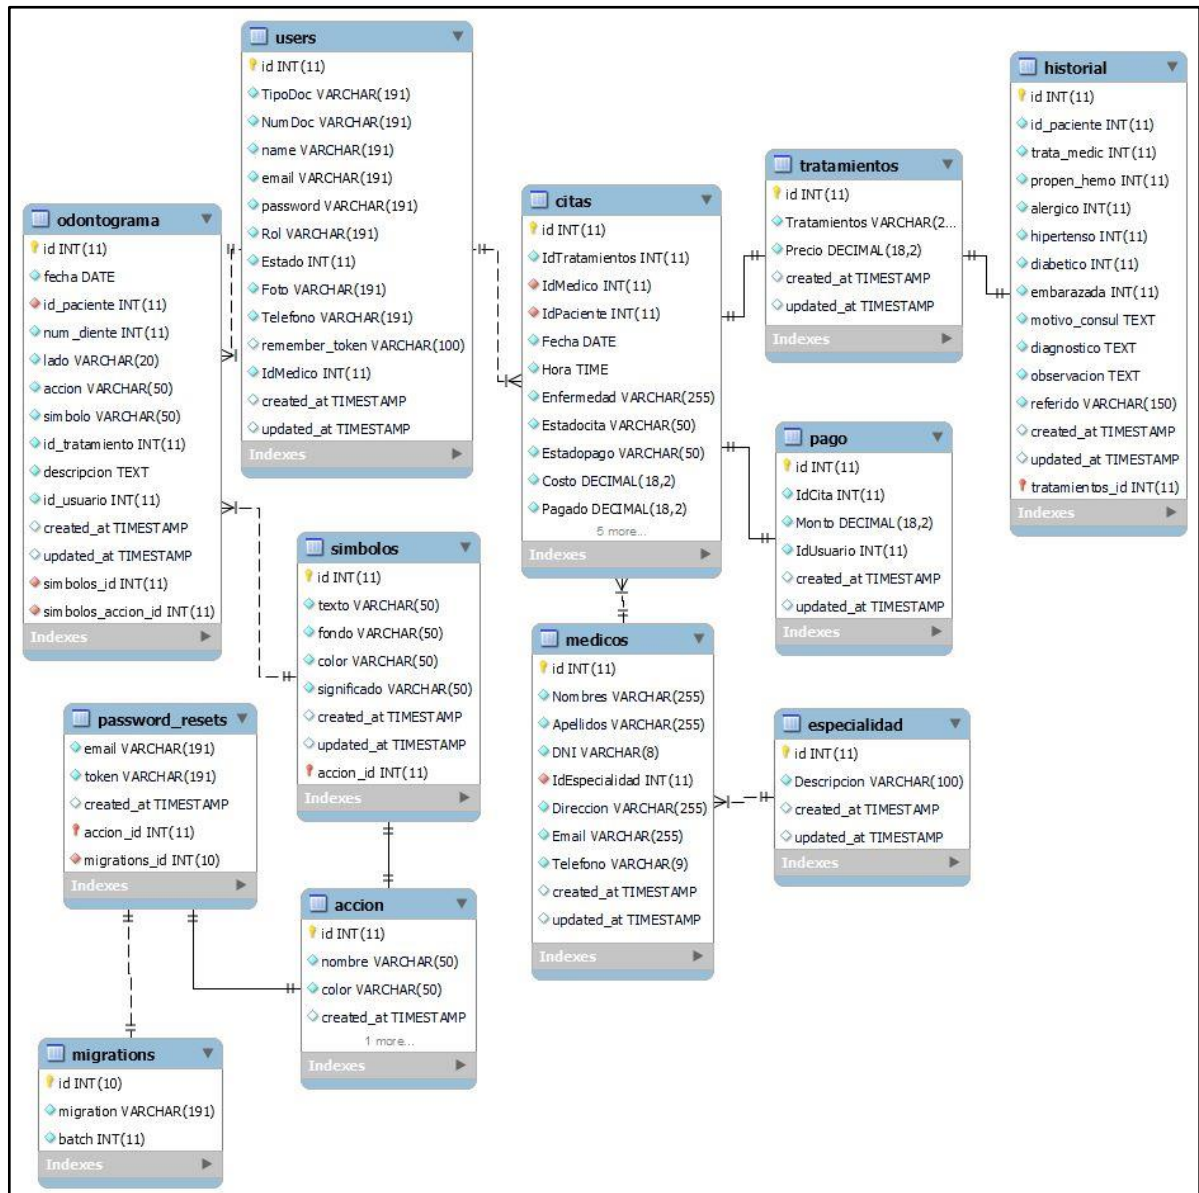 users
id INT(11)
TipoDoc VARCHAR(191)
NumDoc VARCHAR(191)
name VARCHAR(191)
email VARCHAR(191)
password VARCHAR(191)
Rol VARCHAR(191)
Estado INT(11)
Foto VARCHAR(191)
Telefono VARCHAR(191)
remember_token VARCHAR(100)
IdMedico INT(11)
created_at TIMESTAMP
updated_at TIMESTAMP
Indexes
historial
id INT(11)
id_paciente INT(11)
trata_medic INT(11)
propen_hemo INT(11)
alergico INT(11)
hipertenso INT(11)
diabetico INT(11)
embarazada INT(11)
motivo_consul TEXT
diagnostico TEXT
observacion TEXT
referido VARCHAR(150)
created_at TIMESTAMP
updated_at TIMESTAMP
tratamientos_id INT(11)
Indexes
tratamientos
id INT(11)
Tratamientos VARCHAR(2...
Precio DECIMAL(18,2)
created_at TIMESTAMP
updated_at TIMESTAMP
Indexes
citas
id INT(11)
IdTratamientos INT(11)
IdMedico INT(11)
IdPaciente INT(11)
Fecha DATE
Hora TIME
Enfermedad VARCHAR(255)
Estadocita VARCHAR(50)
Estadopago VARCHAR(50)
Costo DECIMAL(18,2)
Pagado DECIMAL(18,2)
5 more...
Indexes
odontograma
id INT(11)
fecha DATE
id_paciente INT(11)
num_diente INT(11)
lado VARCHAR(20)
accion VARCHAR(50)
simbolo VARCHAR(50)
id_tratamiento INT(11)
descripcion TEXT
id_usuario INT(11)
created_at TIMESTAMP
updated_at TIMESTAMP
simbolos_id INT(11)
simbolos_accion_id INT(11)
Indexes
pago
id INT(11)
IdCita INT(11)
Monto DECIMAL(18,2)
IdUsuario INT(11)
created_at TIMESTAMP
updated_at TIMESTAMP
Indexes
simbolos
id INT(11)
texto VARCHAR(50)
fondo VARCHAR(50)
color VARCHAR(50)
significado VARCHAR(50)
created_at TIMESTAMP
updated_at TIMESTAMP
accion_id INT(11)
Indexes
medicos
id INT(11)
Nombres VARCHAR(255)
Apellidos VARCHAR(255)
DNI VARCHAR(8)
IdEspecialidad INT(11)
Direccion VARCHAR(255)
Email VARCHAR(255)
Telefono VARCHAR(9)
created_at TIMESTAMP
updated_at TIMESTAMP
Indexes
password_resets
email VARCHAR(191)
token VARCHAR(191)
created_at TIMESTAMP
accion_id INT(11)
migrations_id INT(10)
Indexes
especialidad
id INT(11)
Descripcion VARCHAR(100)
created_at TIMESTAMP
updated_at TIMESTAMP
Indexes
accion
id INT(11)
nombre VARCHAR(50)
color VARCHAR(50)
created_at TIMESTAMP
1 more...
Indexes
migrations
id INT(10)
migration VARCHAR(191)
batch INT(11)
Indexes